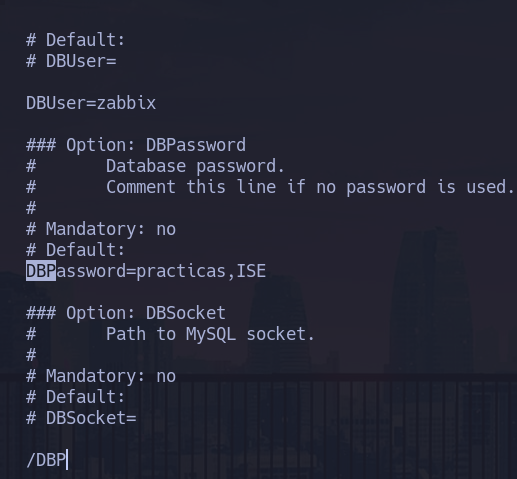 # Default:
# DBUser=
DBUser=zabbix
### Option: DBPassword
#       Database password.
#       Comment this line if no password is used.
#
# Mandatory: no
# Default:
DBPassword=practicas,ISE
### Option: DBSocket
#       Path to MySQL socket.
#
# Mandatory: no
# Default:
# DBSocket=
/DBP